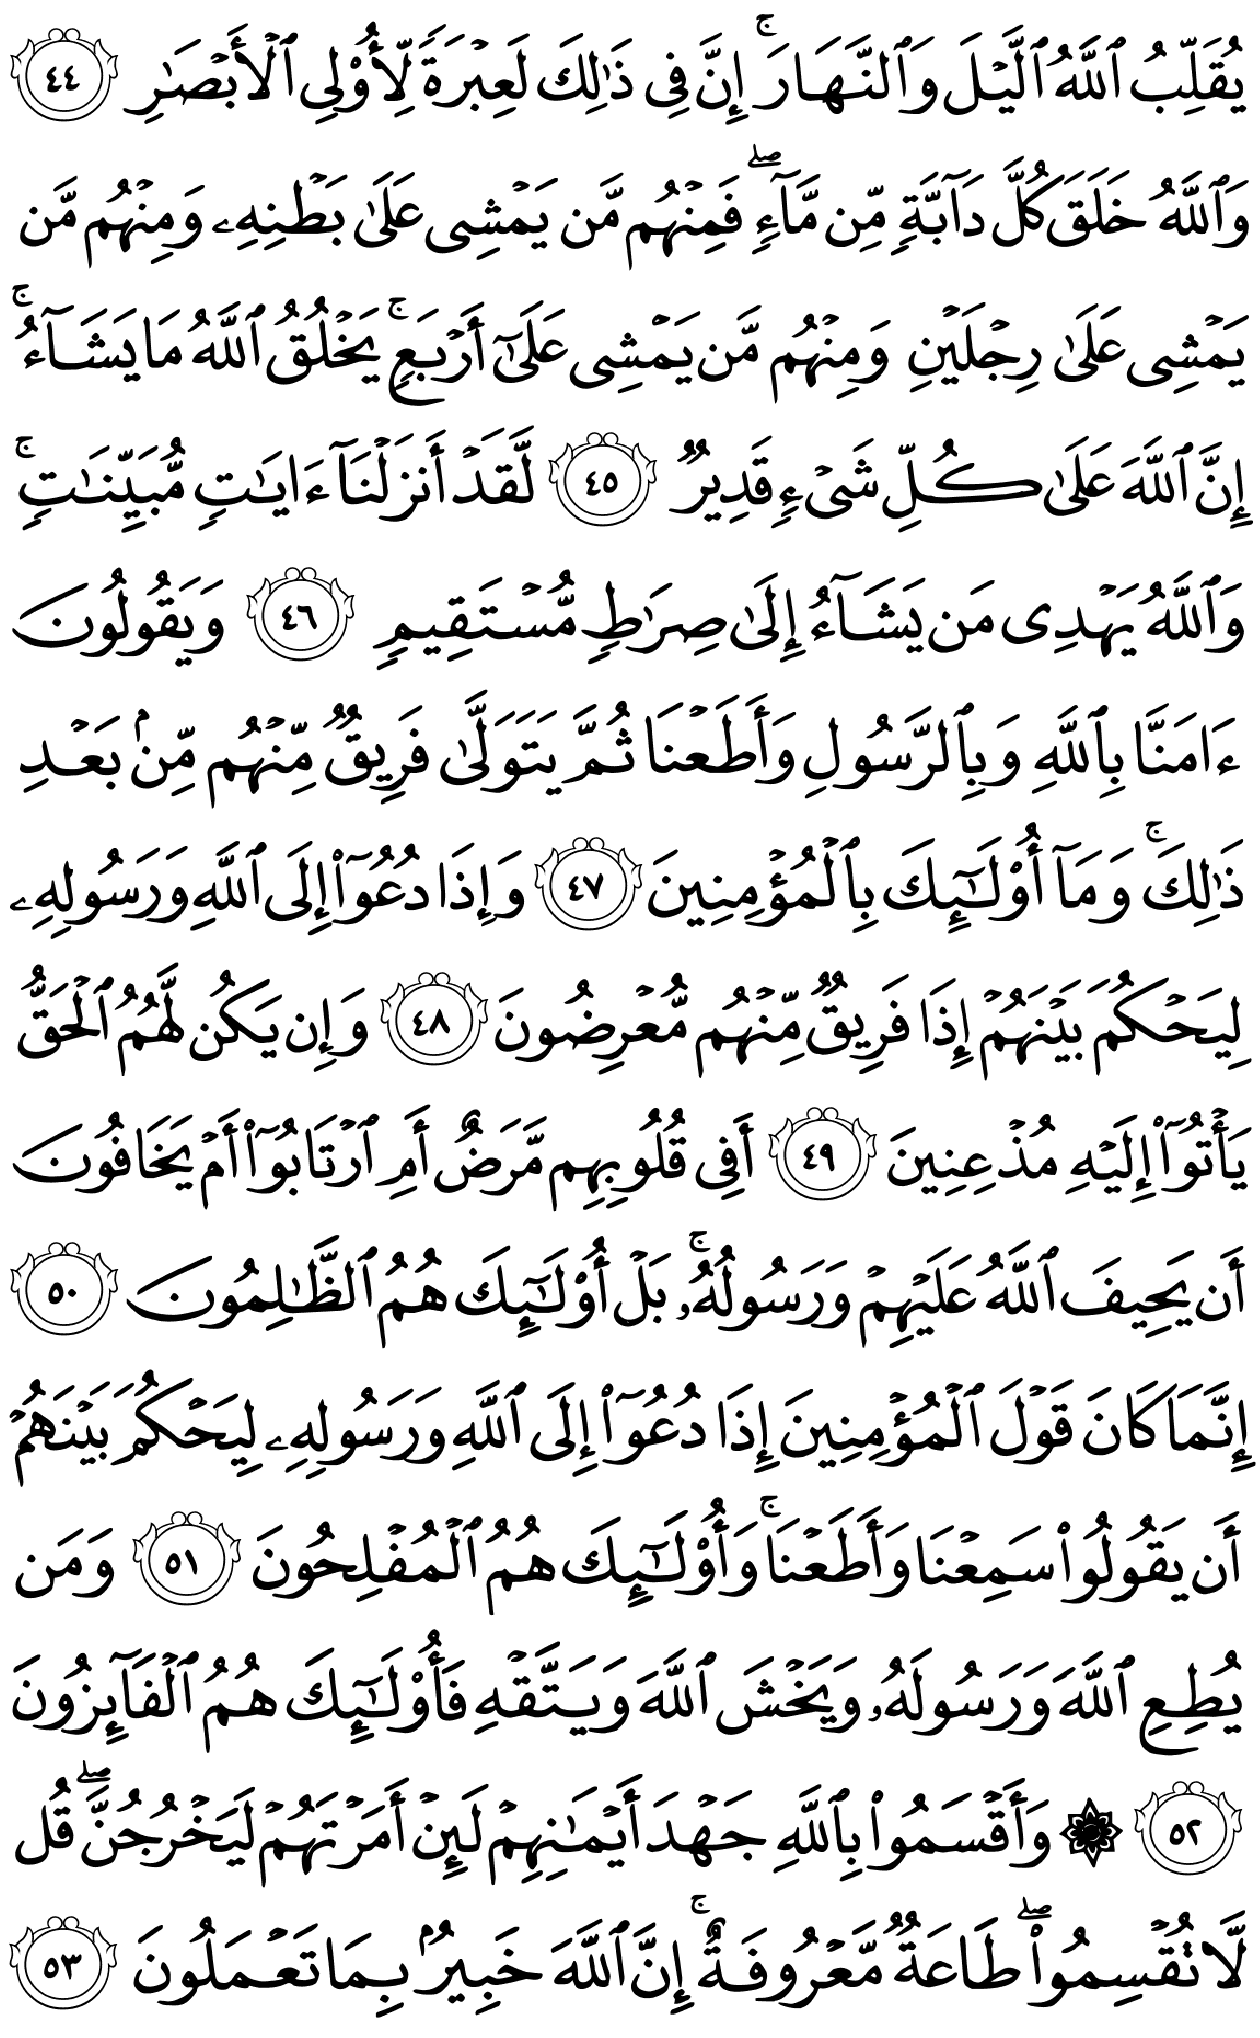 يُقَلِّبُ ٱللَّهُ ٱلَّيۡلَ وَٱلنَّهَارَۚ إِنَّ فِي ذَٰلِكَ لَعِبۡرَةٗ لِّأُوْلِي ٱلۡأَبۡصَٰرِ ٤٤
وَٱللَّهُ خَلَقَ كُلَّ دَآبَّةٖ مِّن مَّآءٖۖ فَمِنۡهُم مَّن يَمۡشِي عَلَىٰ بَطۡنِهِۦ وَمِنۡهُم مَّن
يَمۡشِي عَلَىٰ رِجۡلَيۡنِ وَمِنۡهُم مَّن يَمۡشِي عَلَىٰٓ أَرۡبَعٖۚ يَخۡلُقُ ٱللَّهُ مَا يَشَآءُۚ
إِنَّ ٱللَّهَ عَلَىٰ كُلِّ شَيۡءٖ قَدِيرٞ ٤٥ لَّقَدۡ أَنزَلۡنَآ ءَايَٰتٖ مُّبَيِّنَٰتٖۚ
وَٱللَّهُ يَهۡدِي مَن يَشَآءُ إِلَىٰ صِرَٰطٖ مُّسۡتَقِيمٖ ٤٦ وَيَقُولُونَ
ءَامَنَّا بِٱللَّهِ وَبِٱلرَّسُولِ وَأَطَعۡنَا ثُمَّ يَتَوَلَّىٰ فَرِيقٞ مِّنۡهُم مِّنۢ بَعۡدِ
ذَٰلِكَۚ وَمَآ أُوْلَٰٓئِكَ بِٱلۡمُؤۡمِنِينَ ٤٧ وَإِذَا دُعُوٓاْ إِلَى ٱللَّهِ وَرَسُولِهِۦ
لِيَحۡكُمَ بَيۡنَهُمۡ إِذَا فَرِيقٞ مِّنۡهُم مُّعۡرِضُونَ ٤٨ وَإِن يَكُن لَّهُمُ ٱلۡحَقُّ
يَأۡتُوٓاْ إِلَيۡهِ مُذۡعِنِينَ ٤٩ أَفِي قُلُوبِهِم مَّرَضٌ أَمِ ٱرۡتَابُوٓاْ أَمۡ يَخَافُونَ
أَن يَحِيفَ ٱللَّهُ عَلَيۡهِمۡ وَرَسُولُهُۥۚ بَلۡ أُوْلَٰٓئِكَ هُمُ ٱلظَّٰلِمُونَ ٥٠
إِنَّمَا كَانَ قَوۡلَ ٱلۡمُؤۡمِنِينَ إِذَا دُعُوٓاْ إِلَى ٱللَّهِ وَرَسُولِهِۦ لِيَحۡكُمَ بَيۡنَهُمۡ
أَن يَقُولُواْ سَمِعۡنَا وَأَطَعۡنَاۚ وَأُوْلَٰٓئِكَ هُمُ ٱلۡمُفۡلِحُونَ ٥١ وَمَن
يُطِعِ ٱللَّهَ وَرَسُولَهُۥ وَيَخۡشَ ٱللَّهَ وَيَتَّقۡهِ فَأُوْلَٰٓئِكَ هُمُ ٱلۡفَآئِزُونَ
٥٢ ۞ وَأَقۡسَمُواْ بِٱللَّهِ جَهۡدَ أَيۡمَٰنِهِمۡ لَئِنۡ أَمَرۡتَهُمۡ لَيَخۡرُجُنَّۖ قُل
لَّا تُقۡسِمُواْۖ طَاعَةٞ مَّعۡرُوفَةٌۚ إِنَّ ٱللَّهَ خَبِيرُۢ بِمَا تَعۡمَلُونَ ٥٣